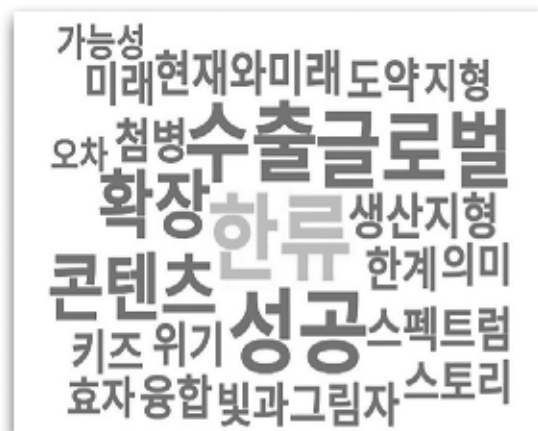 가능성
미래 현재와미래 도약 지형
오차 첨병 수출 글로벌
확장 한류 생산지형
한계 의미
콘텐츠 성공 스펙트럼
키즈 위기
스토리
효자 융합 빛과그림자